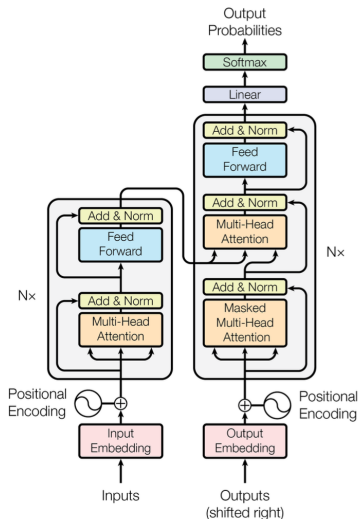 Output
Probabilities
Softmax
Linear
Add & Norm
Feed
Forward
Add & Norm
Multi-Head
Attention
Add & Norm
Masked
Multi-Head
Attention
N×
Positional
Encoding
Output
Embedding
Outputs
(shifted right)
Add & Norm
Feed
Forward
Add & Norm
Multi-Head
Attention
N×
Positional
Encoding
Input
Embedding
Inputs